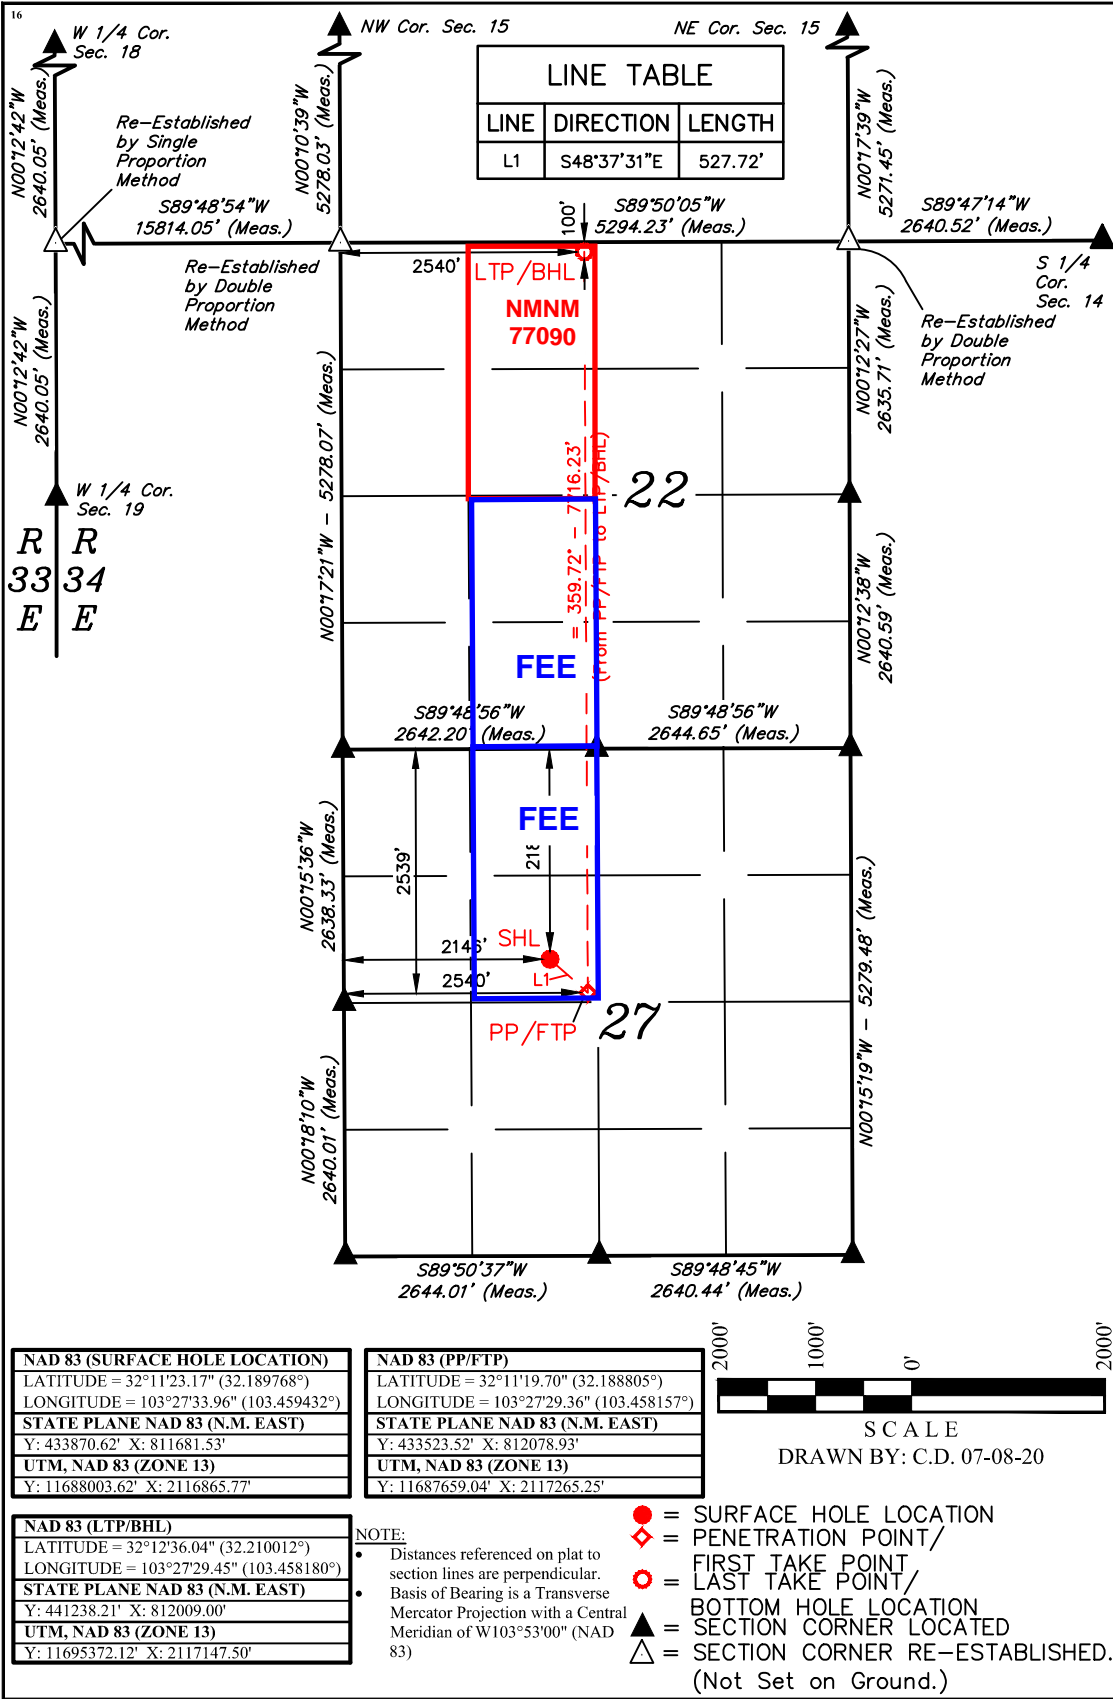 16
W 1/4 Cor.
Sec. 18
NW Cor. Sec. 15
NE Cor. Sec. 15
LINE TABLE
LINE DIRECTION LENGTH
L1 S48°37'31"E 527.72'
N00°12'42"W
2640.05' (Meas.)
Re-Established
by Single
Proportion
Method
N00°10'39"W
5278.03' (Meas.)
N00°17'39"W
5271.45' (Meas.)
S89°48'54"W
15814.05' (Meas.)
100'
S89°50'05"W
5294.23' (Meas.)
S89°47'14"W
2640.52' (Meas.)
Re-Established
by Double
Proportion
Method
2540'
LTP/BHL
NMNM
77090
S 1/4
Cor.
Sec. 14
Re-Established
by Double
Proportion
Method
N00°12'42"W
2640.05' (Meas.)
N00°17'21"W - 5278.07' (Meas.)
N00°12'27"W
2635.71' (Meas.)
W 1/4 Cor.
Sec. 19
R R
33 34
E E
22
= 359.72° - 7716.23'
(From PP/FTP to LTP/BHL)
N00°12'38"W
2640.59' (Meas.)
FEE
S89°48'56"W
2642.20' (Meas.)
S89°48'56"W
2644.65' (Meas.)
FEE
N00°15'36"W
2638.33' (Meas.)
2539'
218
N00°15'19"W - 5279.48' (Meas.)
2146'
SHL
L1
2540'
PP/FTP
27
N00°18'10"W
2640.01' (Meas.)
S89°50'37"W
2644.01' (Meas.)
S89°48'45"W
2640.44' (Meas.)
NAD 83 (SURFACE HOLE LOCATION)
LATITUDE = 32°11'23.17" (32.189768°)
LONGITUDE = 103°27'33.96" (103.459432°)
STATE PLANE NAD 83 (N.M. EAST)
Y: 433870.62' X: 811681.53'
UTM, NAD 83 (ZONE 13)
Y: 11688003.62' X: 2116865.77'
NAD 83 (PP/FTP)
LATITUDE = 32°11'19.70" (32.188805°)
LONGITUDE = 103°27'29.36" (103.458157°)
STATE PLANE NAD 83 (N.M. EAST)
Y: 433523.52' X: 812078.93'
UTM, NAD 83 (ZONE 13)
Y: 11687659.04' X: 2117265.25'
2000' 1000' 0' 2000'
SCALE
DRAWN BY: C.D. 07-08-20
NAD 83 (LTP/BHL)
LATITUDE = 32°12'36.04" (32.210012°)
LONGITUDE = 103°27'29.45" (103.458180°)
STATE PLANE NAD 83 (N.M. EAST)
Y: 441238.21' X: 812009.00'
UTM, NAD 83 (ZONE 13)
Y: 11695372.12' X: 2117147.50'
NOTE:
• Distances referenced on plat to
section lines are perpendicular.
• Basis of Bearing is a Transverse
Mercator Projection with a Central
Meridian of W103°53'00" (NAD
83)
= SURFACE HOLE LOCATION
= PENETRATION POINT/
FIRST TAKE POINT
= LAST TAKE POINT/
BOTTOM HOLE LOCATION
= SECTION CORNER LOCATED
= SECTION CORNER RE-ESTABLISHED.
(Not Set on Ground.)